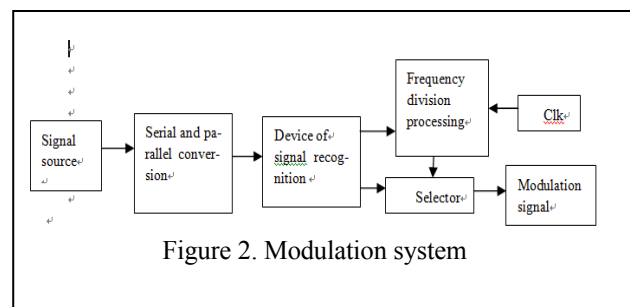 Signal
source
Serial and pa-
rallel conver-
sion
Device of
signal recog-
nition
Frequency
division
processing
Clk
Selector
Modulation
signal
Figure 2. Modulation system